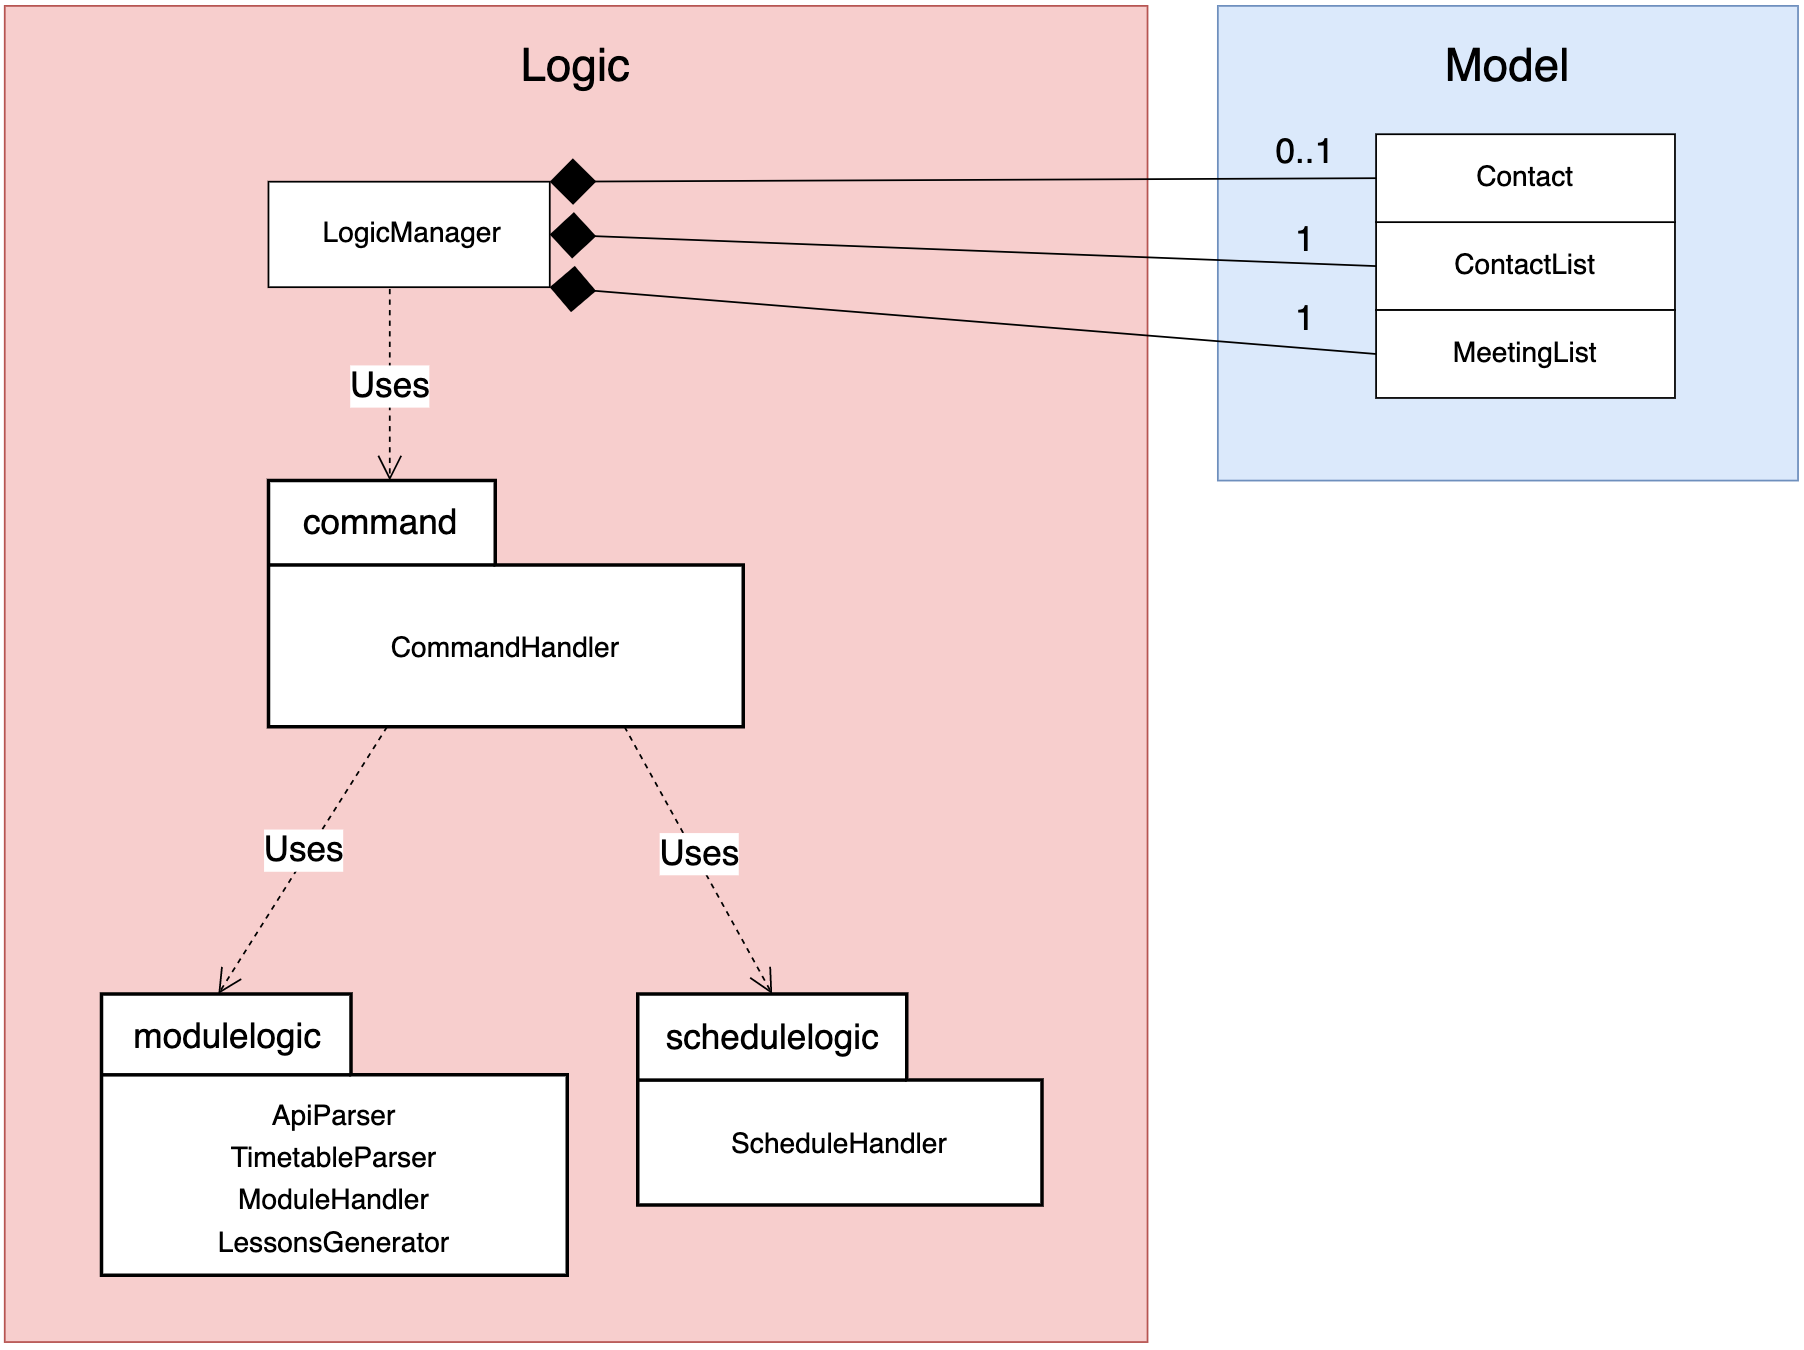 Logic
Model
0..1
Contact
LogicManager
1
ContactList
1
MeetingList
Uses
command
CommandHandler
Uses
Uses
modulelogic
schedulelogic
ApiParser
TimetableParser
ModuleHandler
LessonsGenerator
ScheduleHandler